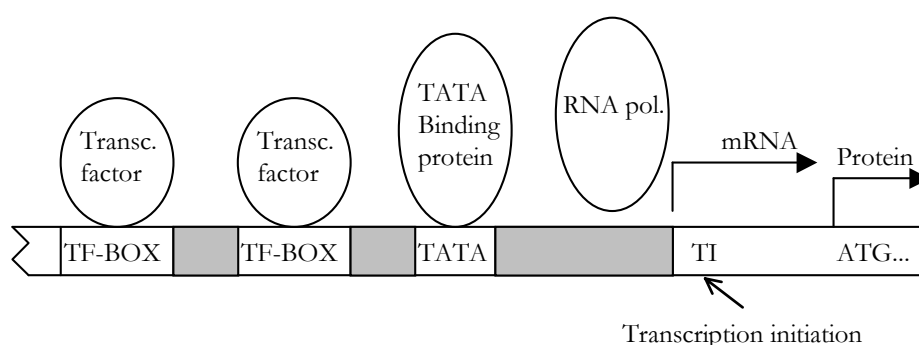 Transc.
factor
Transc.
factor
TATA
Binding
protein
RNA pol.
mRNA
Protein
TF-BOX
TF-BOX
TATA
TI
ATG...
Transcription initiation